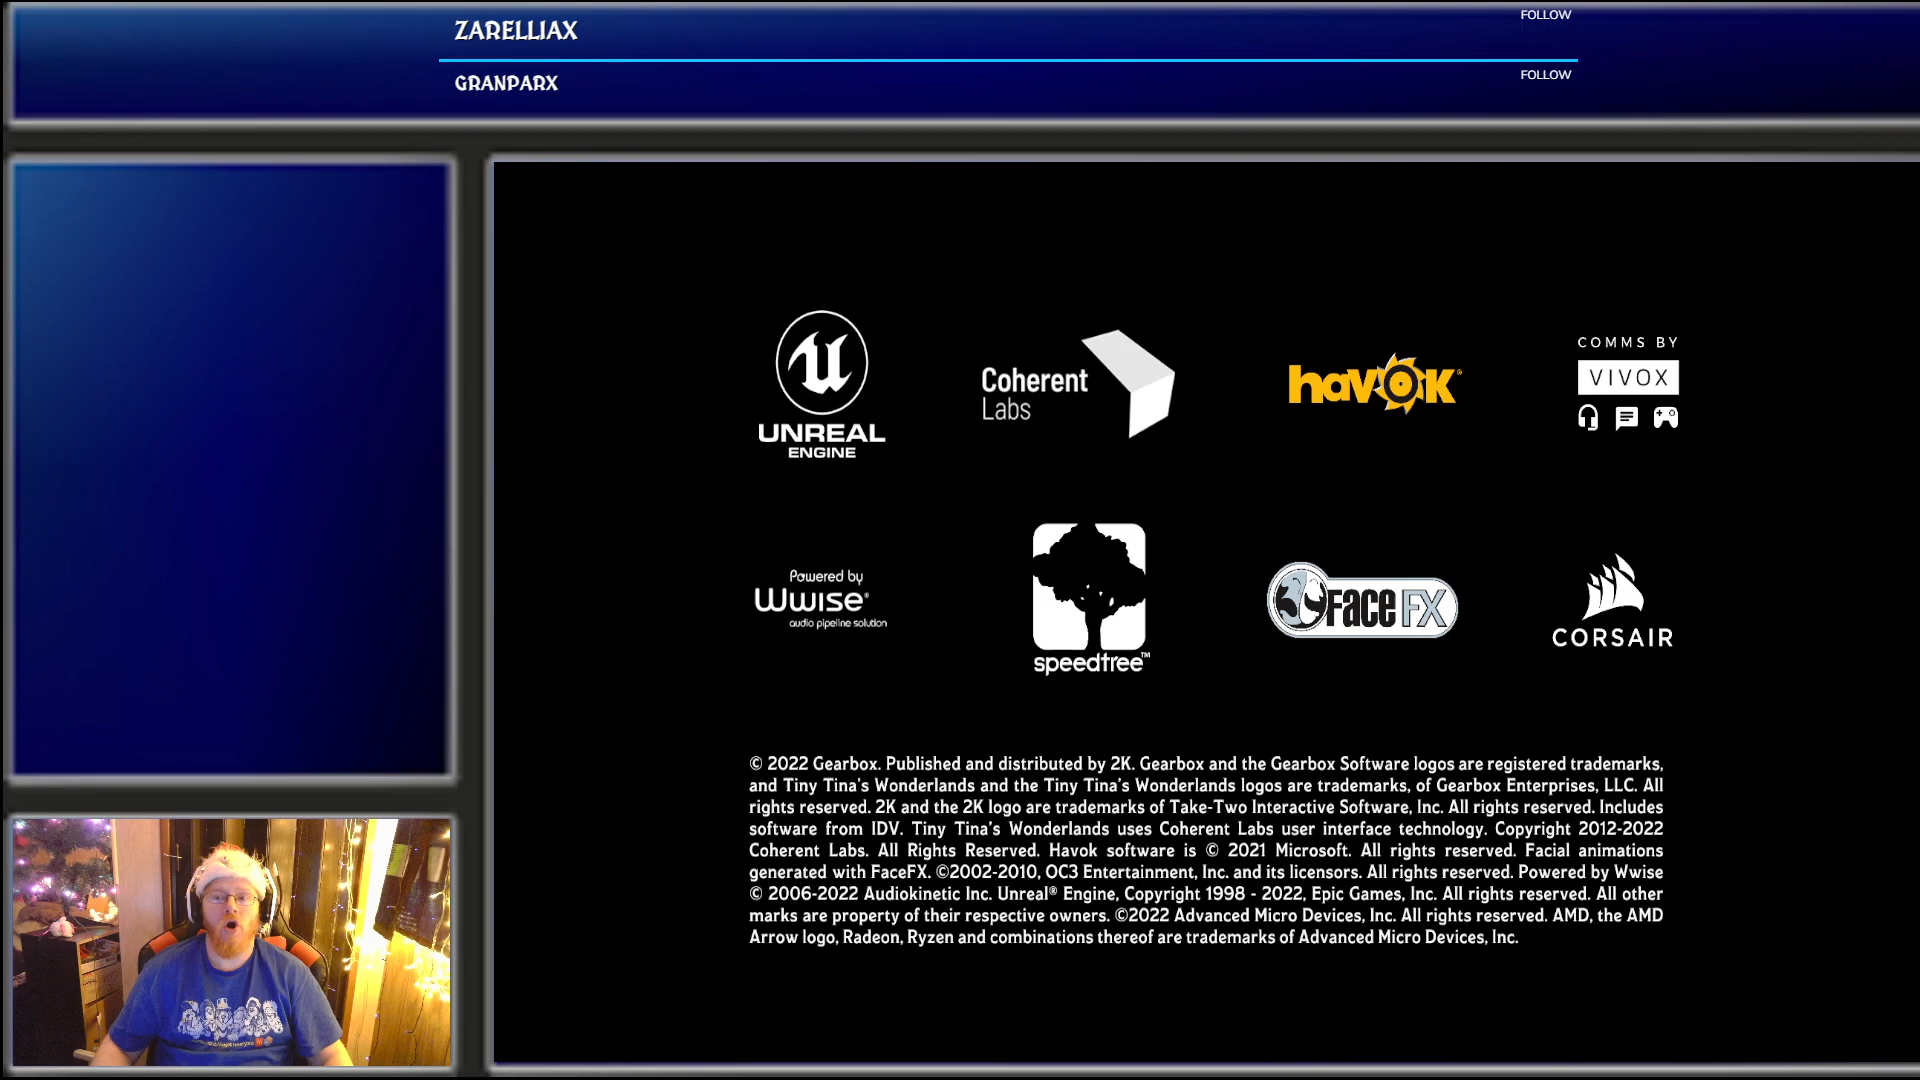 ZARELLIAX
FOLLOW
GRANPARX
FOLLOW
UNREAL
ENGINE
Coherent
Labs
havok®
COMMS BY
VIVOX
Powered by
Wwise®
audio pipeline solution
speedtree™
FaceFX
CORSAIR
© 2022 Gearbox. Published and distributed by 2K. Gearbox and the Gearbox Software logos are registered trademarks,
and Tiny Tina's Wonderlands and the Tiny Tina's Wonderlands logos are trademarks, of Gearbox Enterprises, LLC. All
rights reserved. 2K and the 2K logo are trademarks of Take-Two Interactive Software, Inc. All rights reserved. Includes
software from IDV. Tiny Tina's Wonderlands uses Coherent Labs user interface technology. Copyright 2012-2022
Coherent Labs. All Rights Reserved. Havok software is © 2021 Microsoft. All rights reserved. Facial animations
generated with FaceFX. ©2002-2010, OC3 Entertainment, Inc. and its licensors. All rights reserved. Powered by Wwise
© 2006-2022 Audiokinetic Inc. Unreal® Engine, Copyright 1998 - 2022, Epic Games, Inc. All rights reserved. All other
marks are property of their respective owners. ©2022 Advanced Micro Devices, Inc. All rights reserved. AMD, the AMD
Arrow logo, Radeon, Ryzen and combinations thereof are trademarks of Advanced Micro Devices, Inc.